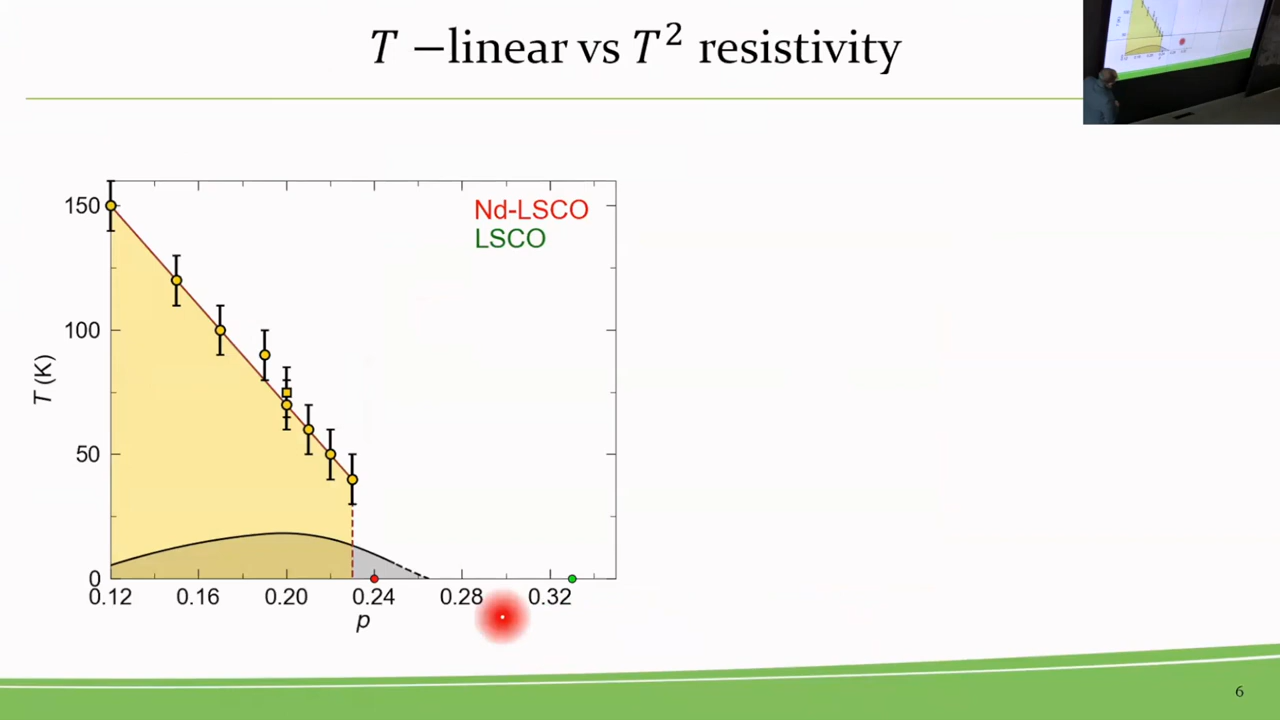 T −linear vs T² resistivity
150
100
50
0
T (K)
Nd-LSCO
LSCO
0.12 0.16 0.20 0.24 0.28 0.32
p
6